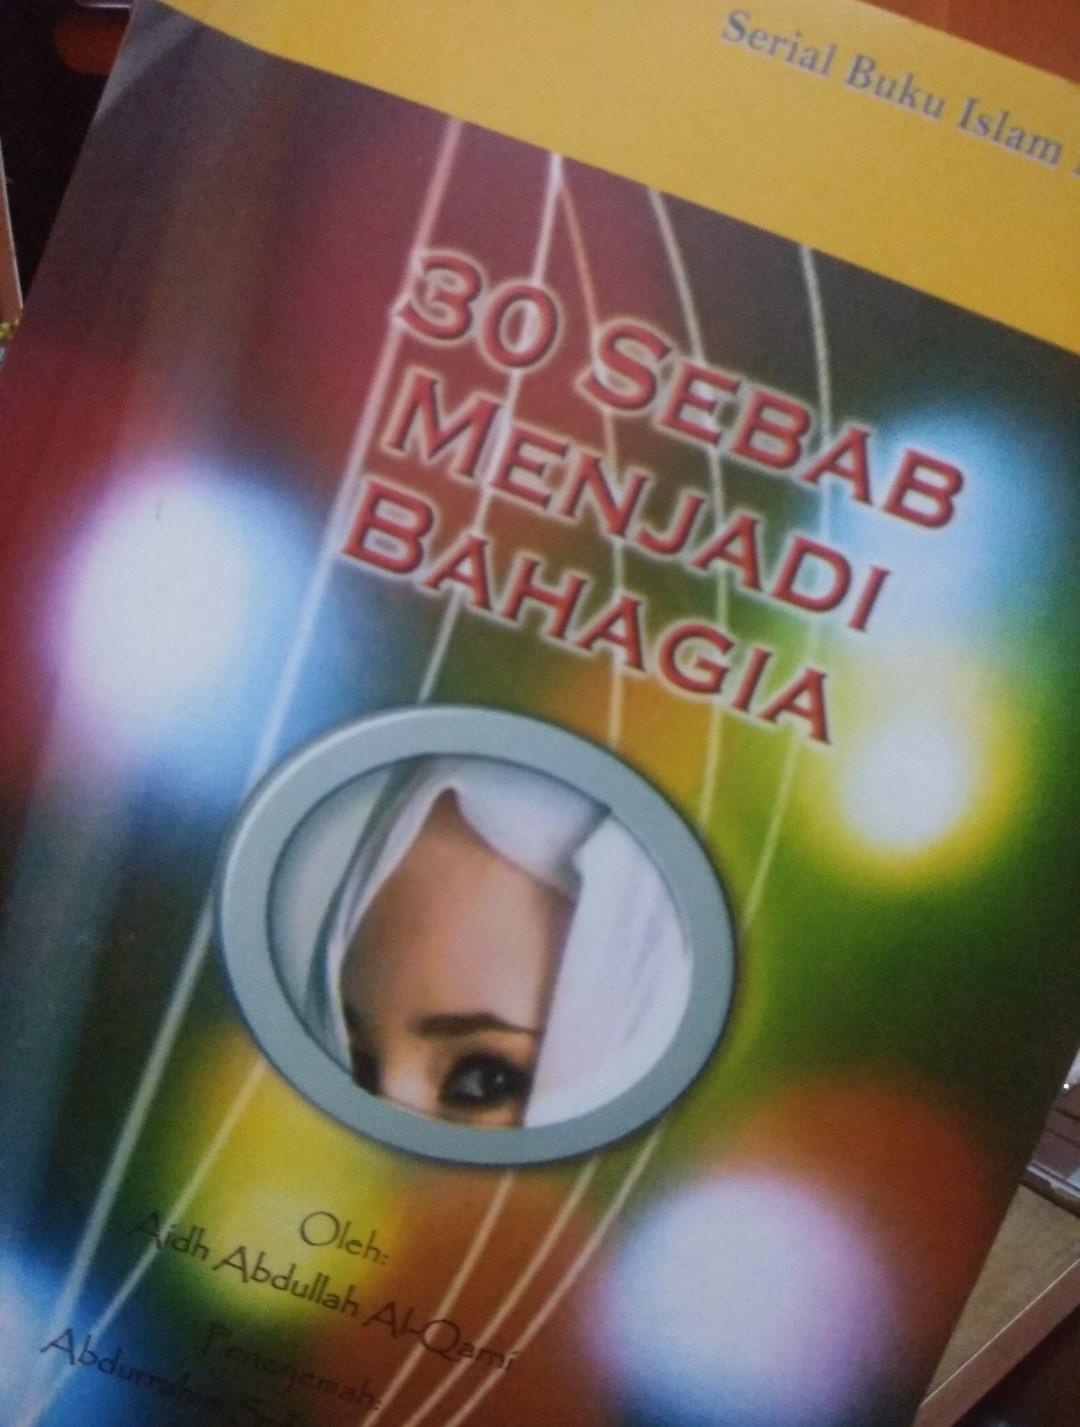 Serial Buku Islam
30 SEBAB
MENJADI
BAHAGIA
Oleh:
Aidh Abdullah Al-Qarni
Penerjemah: